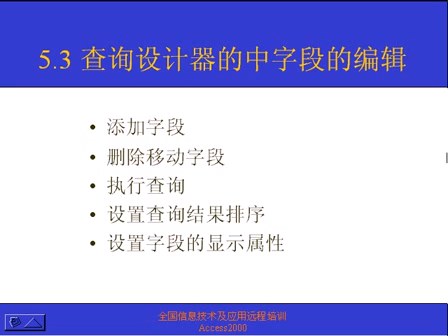 5.3 查询设计器的中字段的编辑
• 添加字段
• 删除移动字段
• 执行查询
• 设置查询结果排序
• 设置字段的显示属性
全国信息技术及应用远程培训
Access2000